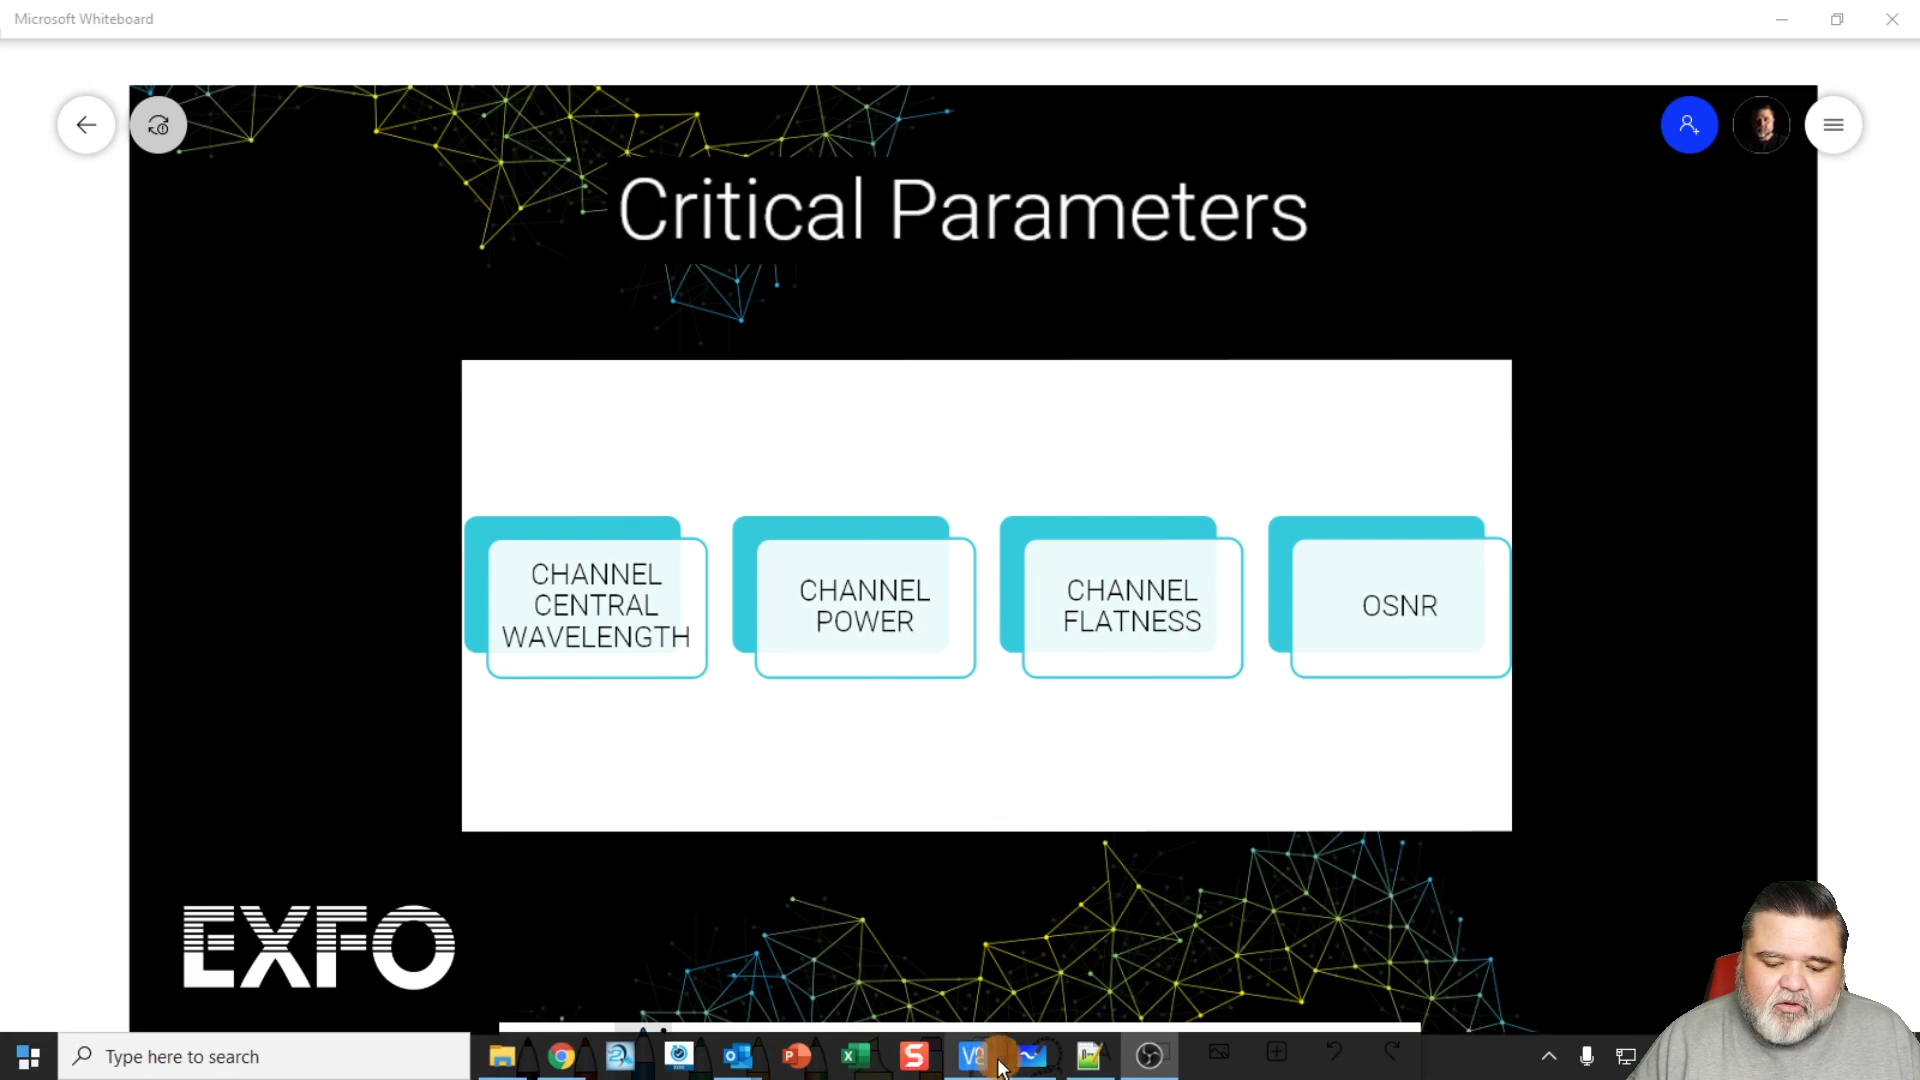 Microsoft Whiteboard
Critical Parameters
CHANNEL
CENTRAL
WAVELENGTH
CHANNEL
POWER
CHANNEL
FLATNESS
OSNR
EXFO
Type here to search